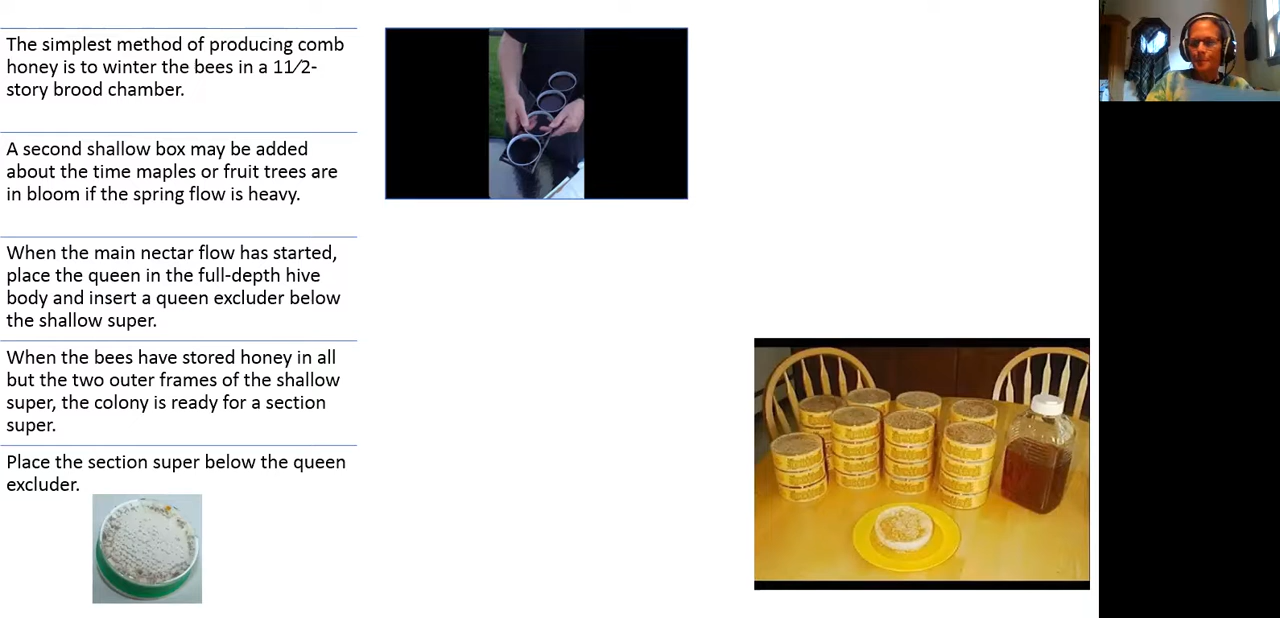 The simplest method of producing comb
honey is to winter the bees in a 11⁄2-
story brood chamber.
A second shallow box may be added
about the time maples or fruit trees are
in bloom if the spring flow is heavy.
When the main nectar flow has started,
place the queen in the full-depth hive
body and insert a queen excluder below
the shallow super.
When the bees have stored honey in all
but the two outer frames of the shallow
super, the colony is ready for a section
super.
Place the section super below the queen
excluder.